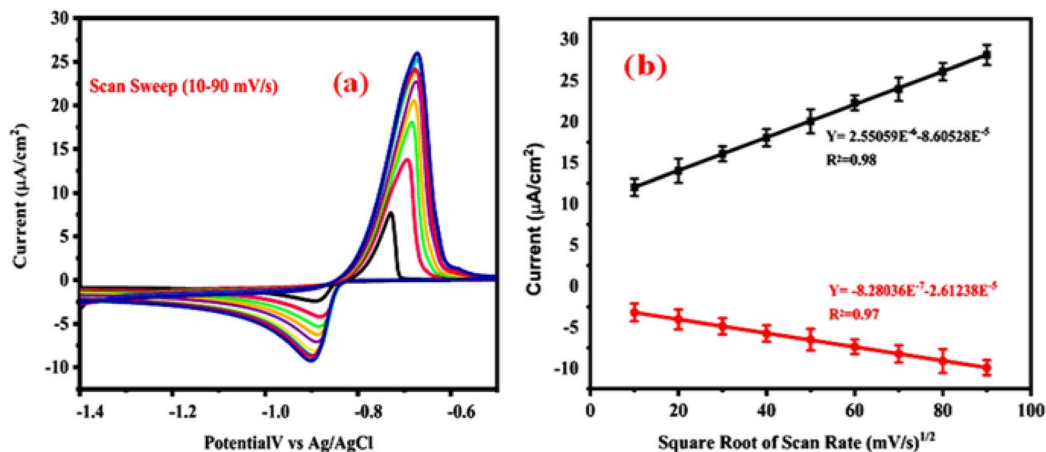 30
25
20
15
10
5
0
-5
-10
Current (μA/cm²)
Scan Sweep (10-90 mV/s)
(a)
-1.4
-1.2
-1.0
-0.8
-0.6
PotentialV vs Ag/AgCl
30
25
20
15
10
5
0
-5
-10
Current (μA/cm²)
(b)
Y= 2.55059E⁻⁶-8.60528E⁻⁵
R²=0.98
Y= -8.28036E⁻⁷-2.61238E⁻⁵
R²=0.97
0
20
40
60
80
100
Square Root of Scan Rate (mV/s)¹/²